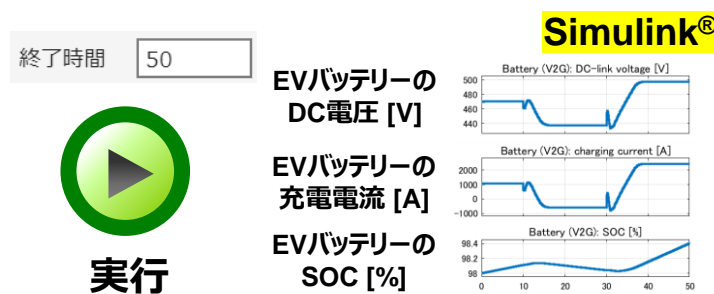 Simulink®
終了時間 50
実行
EVバッテリーの
DC電圧 [V]
Battery (V2G): DC-link voltage [V]
500
480
460
440
EVバッテリーの
充電電流 [A]
Battery (V2G): charging current [A]
2000
1000
0
-1000
EVバッテリーの
SOC [%]
Battery (V2G): SOC [%]
98.4
98.2
98
0 10 20 30 40 50